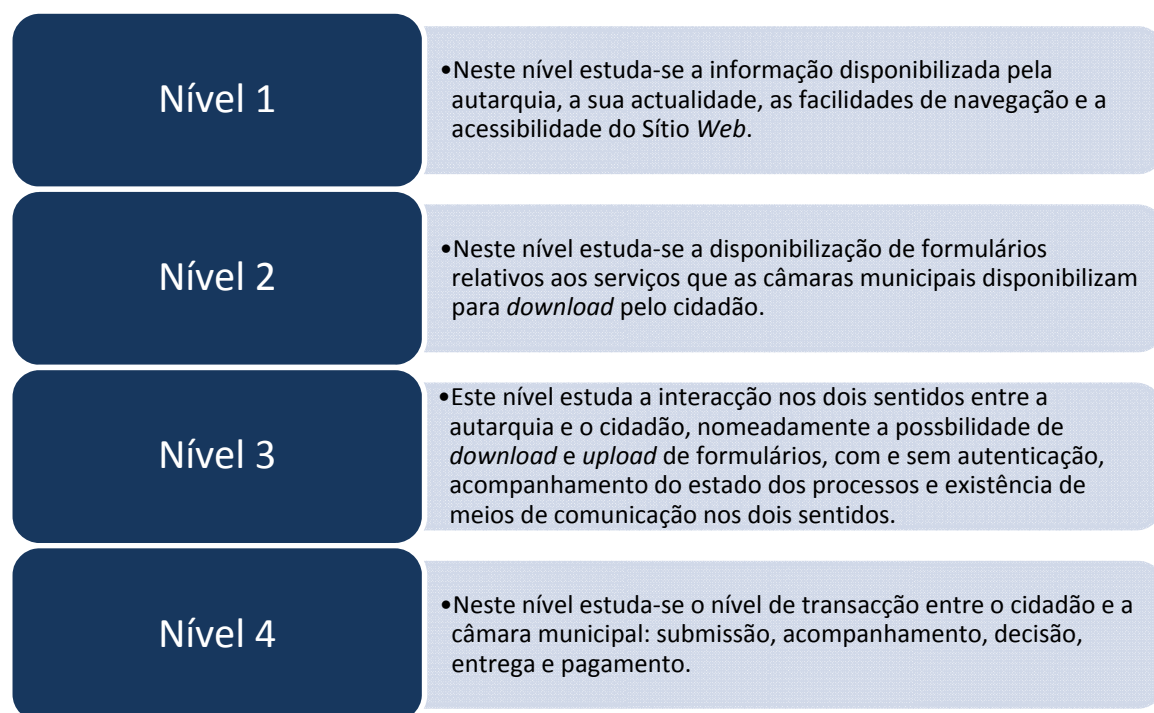 Nível 1
•Neste nível estuda-se a informação disponibilizada pela
autarquia, a sua actualidade, as facilidades de navegação e a
acessibilidade do Sítio Web.
Nível 2
•Neste nível estuda-se a disponibilização de formulários
relativos aos serviços que as câmaras municipais disponibilizam
para download pelo cidadão.
Nível 3
•Este nível estuda a interacção nos dois sentidos entre a
autarquia e o cidadão, nomeadamente a possbilidade de
download e upload de formulários, com e sem autenticação,
acompanhamento do estado dos processos e existência de
meios de comunicação nos dois sentidos.
Nível 4
•Neste nível estuda-se o nível de transacção entre o cidadão e a
câmara municipal: submissão, acompanhamento, decisão,
entrega e pagamento.